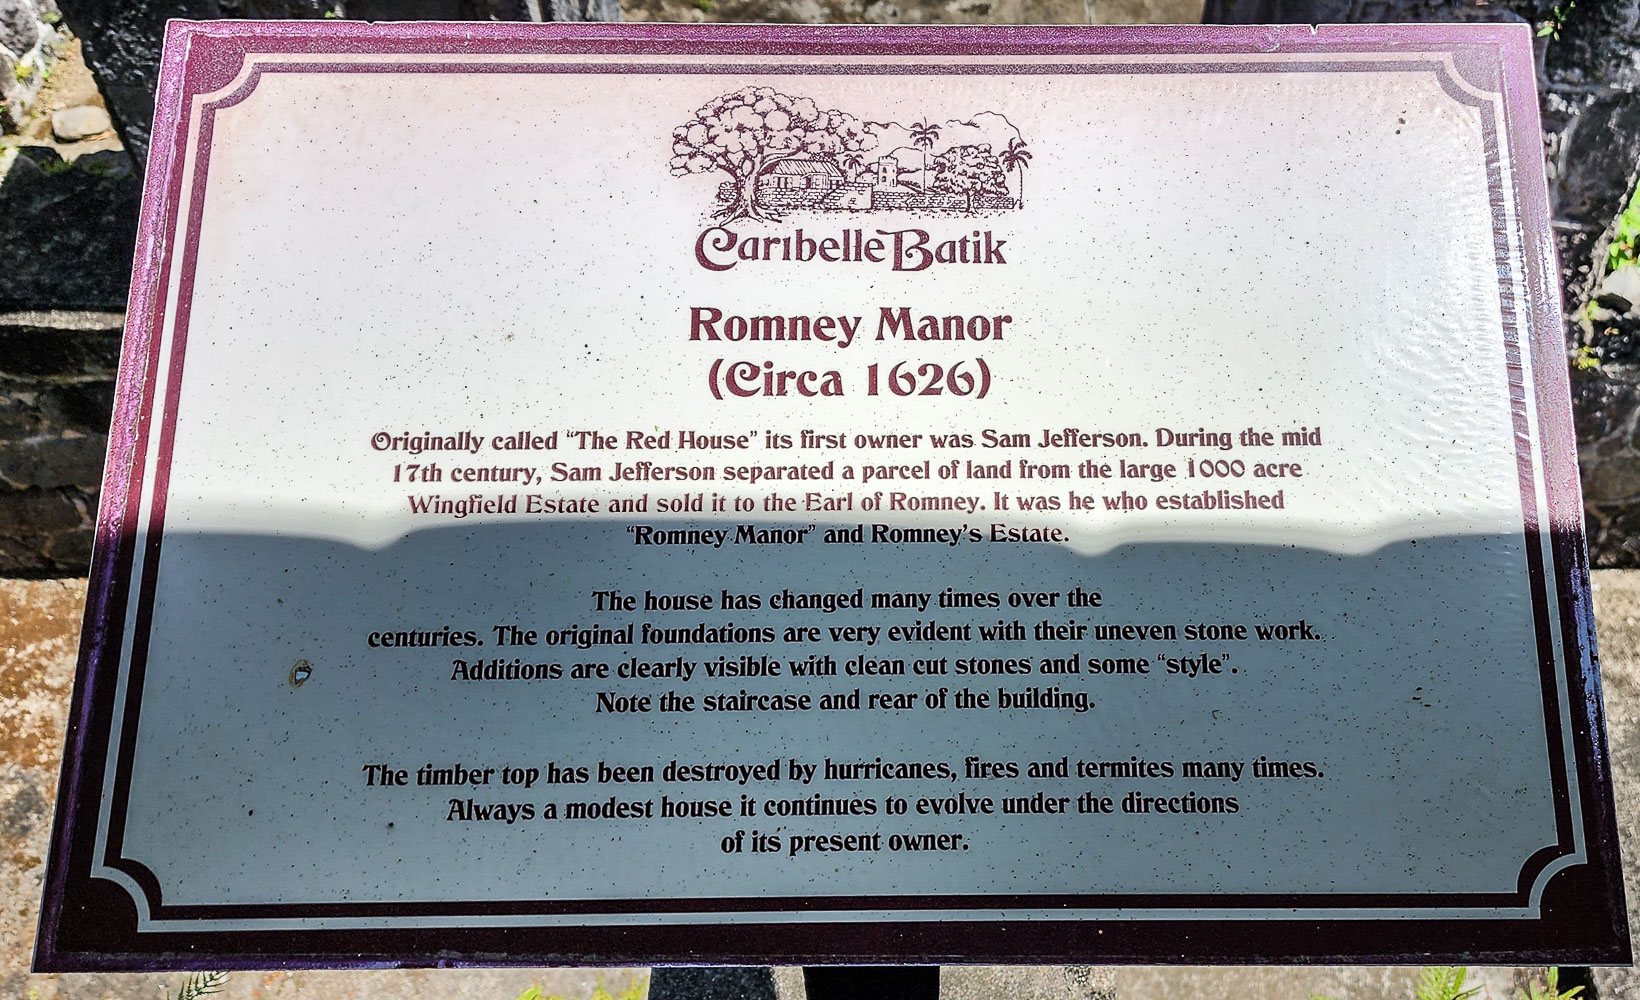 Caribelle Batik
Romney Manor
(Circa 1626)
Originally called “The Red House” its first owner was Sam Jefferson. During the mid
17th century, Sam Jefferson separated a parcel of land from the large 1000 acre
Wingfield Estate and sold it to the Earl of Romney. It was he who established
“Romney Manor” and Romney’s Estate.
The house has changed many times over the
centuries. The original foundations are very evident with their uneven stone work.
Additions are clearly visible with clean cut stones and some “style”.
Note the staircase and rear of the building.
The timber top has been destroyed by hurricanes, fires and termites many times.
Always a modest house it continues to evolve under the directions
of its present owner.